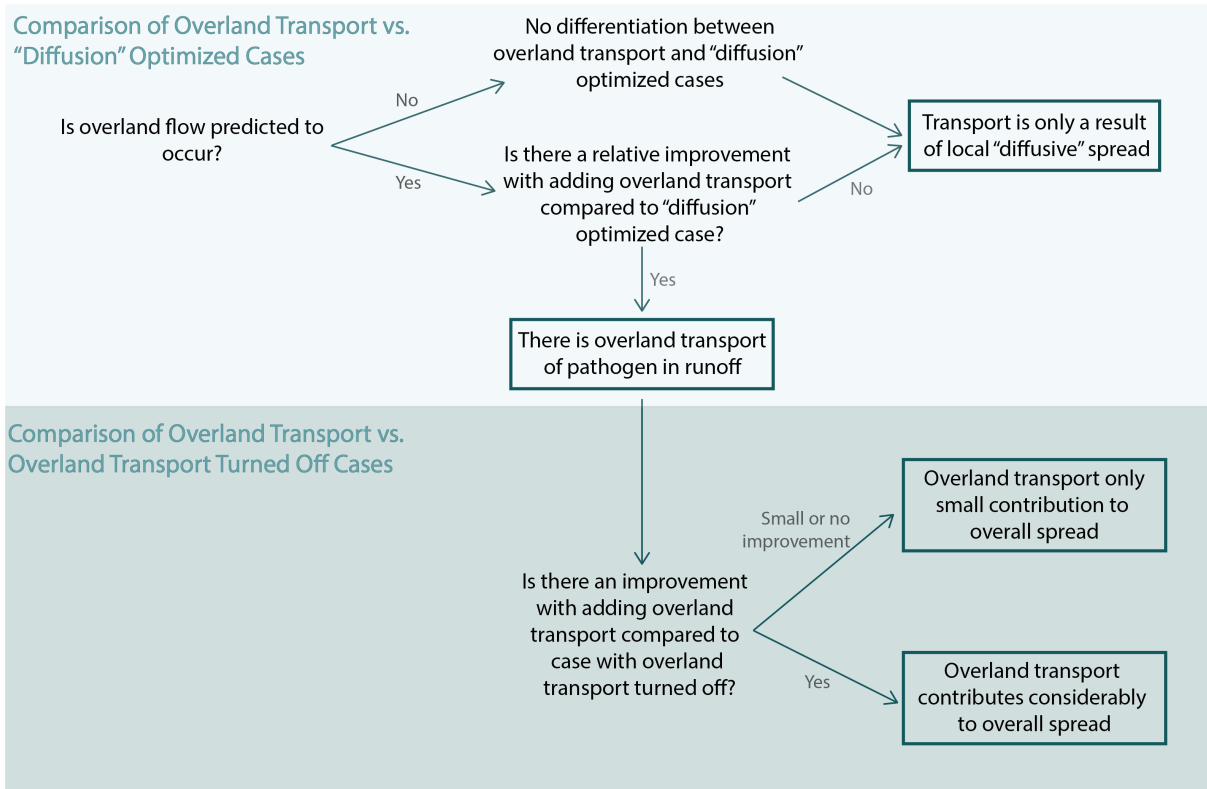 Comparison of Overland Transport vs.
“Diffusion” Optimized Cases
No differentiation between
overland transport and “diffusion”
optimized cases
No
Is overland flow predicted to
occur?
Transport is only a result
of local “diffusive” spread
Yes
Is there a relative improvement
with adding overland transport
compared to “diffusion”
optimized case?
No
Yes
There is overland transport
of pathogen in runoff
Comparison of Overland Transport vs.
Overland Transport Turned Off Cases
Is there an improvement
with adding overland
transport compared to
case with overland
transport turned off?
Small or no
improvement
Overland transport only
small contribution to
overall spread
Yes
Overland transport
contributes considerably
to overall spread